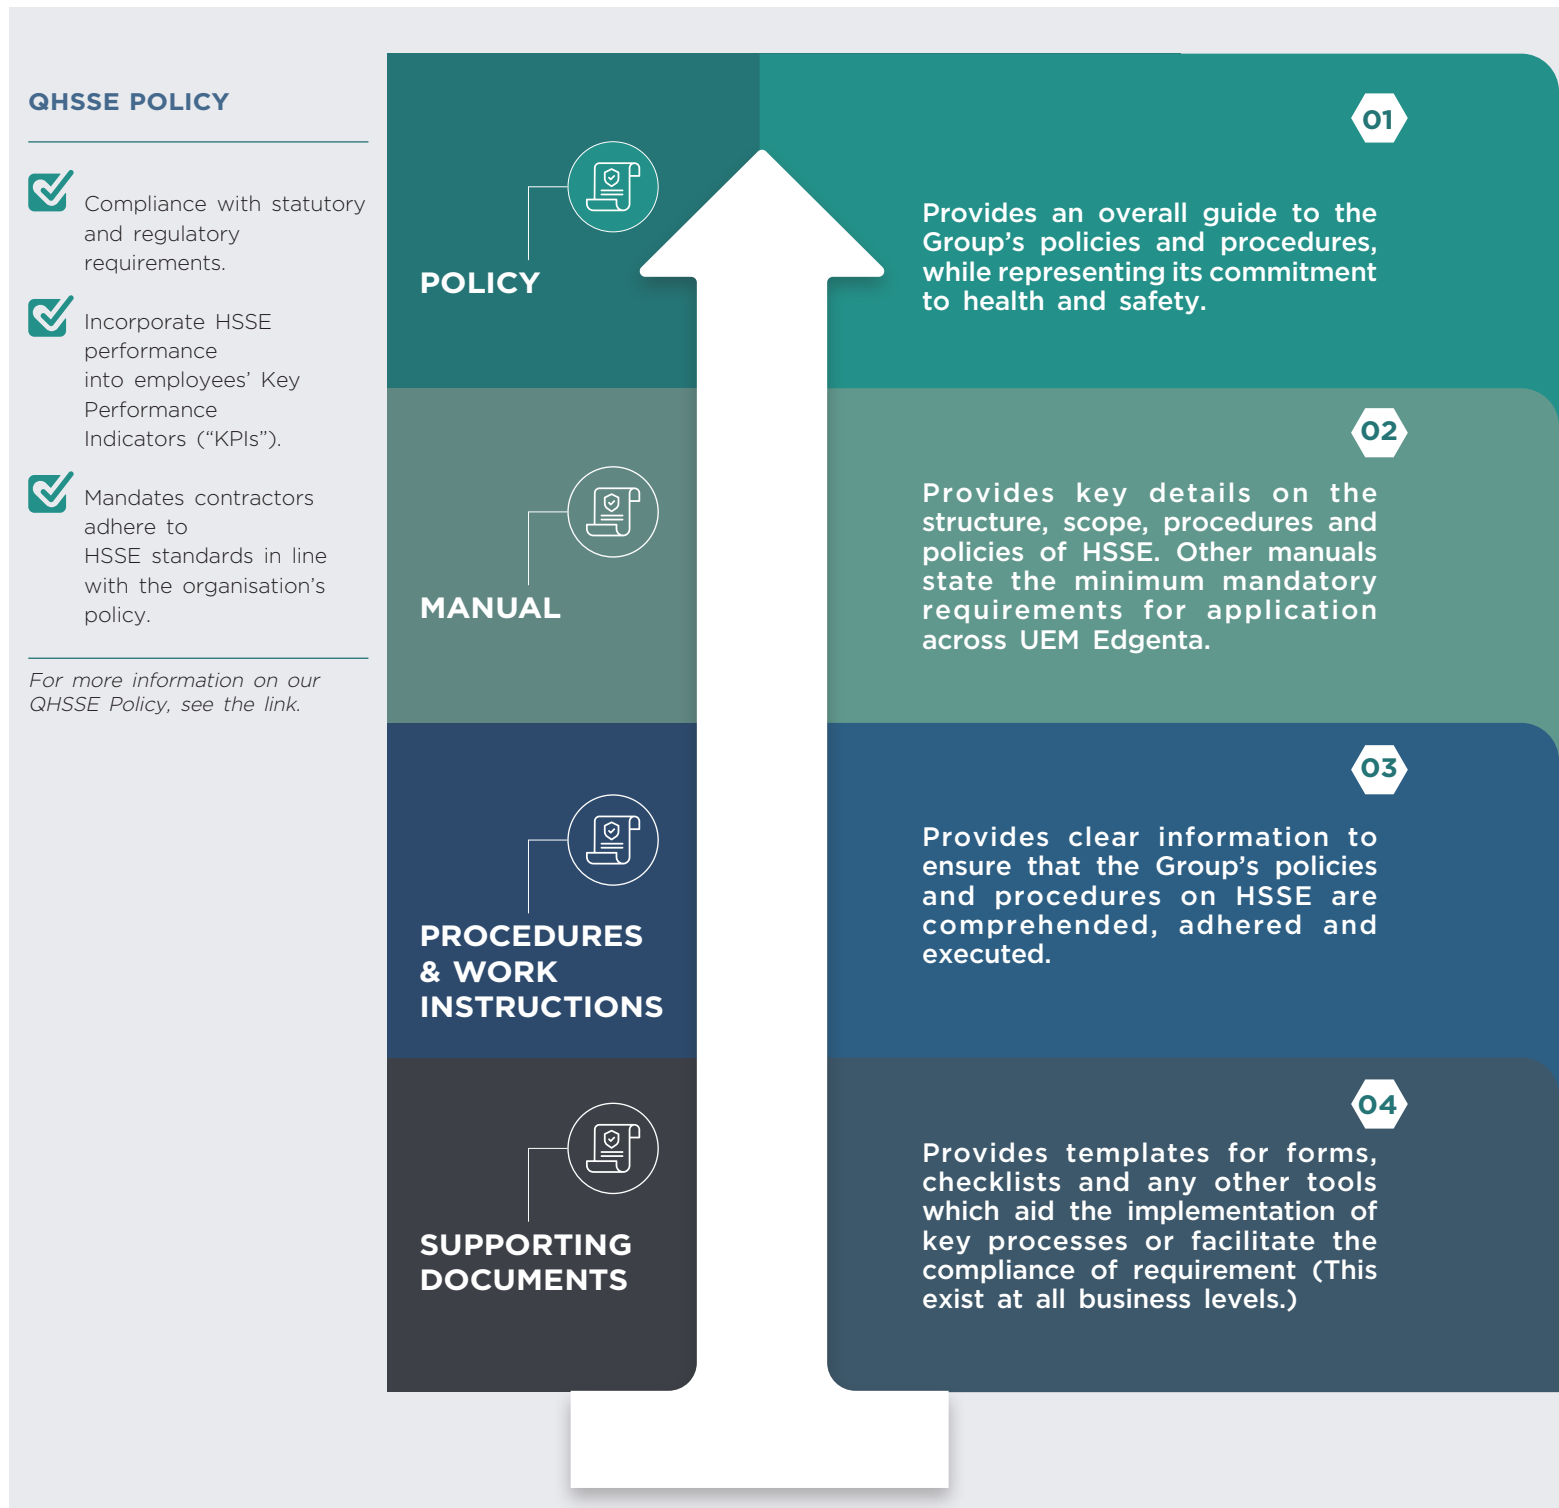 QHSSE POLICY
Compliance with statutory
and regulatory
requirements.
Incorporate HSSE
performance
into employees’ Key
Performance
Indicators (“KPIs”).
Mandates contractors
adhere to
HSSE standards in line
with the organisation’s
policy.
For more information on our
QHSSE Policy, see the link.
POLICY
01
Provides an overall guide to the
Group’s policies and procedures,
while representing its commitment
to health and safety.
MANUAL
02
Provides key details on the
structure, scope, procedures and
policies of HSSE. Other manuals
state the minimum mandatory
requirements for application
across UEM Edgenta.
PROCEDURES
& WORK
INSTRUCTIONS
03
Provides clear information to
ensure that the Group’s policies
and procedures on HSSE are
comprehended, adhered and
executed.
SUPPORTING
DOCUMENTS
04
Provides templates for forms,
checklists and any other tools
which aid the implementation of
key processes or facilitate the
compliance of requirement (This
exist at all business levels.)